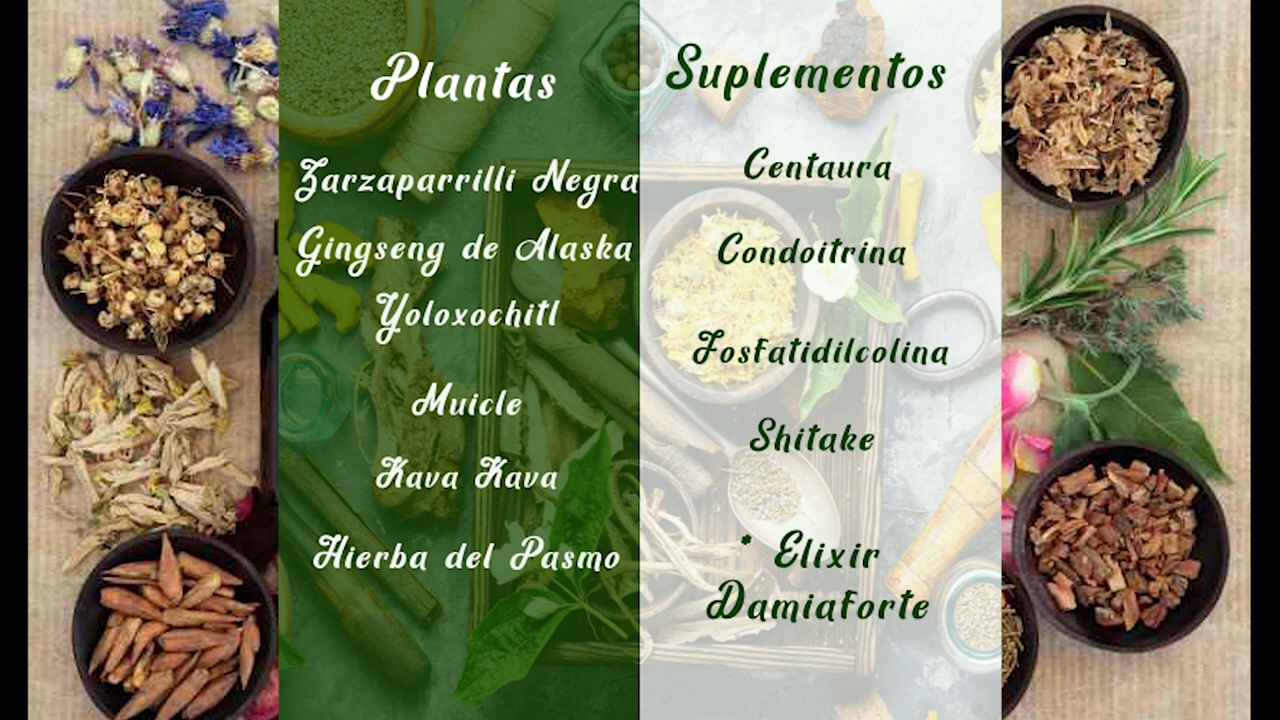 Plantas
Zarzaparrilli Negra
Gingseng de Alaska
Yoloxochitl
Muicle
Kava Kava
Hierba del Pasmo
Suplementos
Centaura
Condoitrina
Fosfatidilcolina
Shitake
* Elixir
Damiaforte